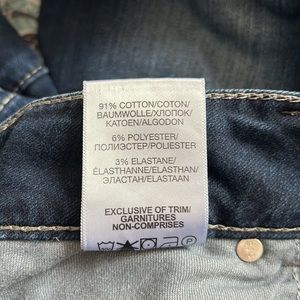 91% COTTON/COTON/
BAUMWOLLE/ХЛОПОК/
KATOEN/ALGODON
6% POLYESTER/
ПОЛИЭСТЕР/POLIESTER
3% ELASTANE/
ÉLASTHANNE/ELASTHAN/
ЭЛАСТАН/ELASTAAN
EXCLUSIVE OF TRIM/
GARNITURES
NON-COMPRISES
P